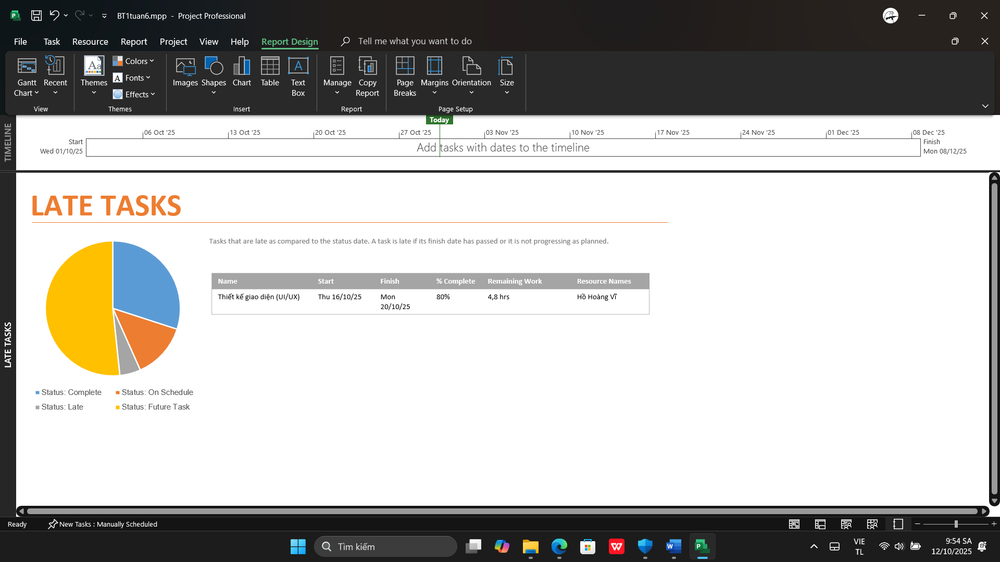 BT1tuan6.mpp - Project Professional
File Task Resource Report Project View Help Report Design Tell me what you want to do
Gantt Chart
Recent
View
Themes
Colors
Fonts
Effects
Themes
Images
Shapes
Chart
Table
Text Box
Insert
Manage
Copy Report
Report
Page Breaks
Margins
Orientation
Size
Page Setup
TIMELINE
Today
06 Oct '25 13 Oct '25 20 Oct '25 27 Oct '25 03 Nov '25 10 Nov '25 17 Nov '25 24 Nov '25 01 Dec '25 08 Dec '25
Start
Wed 01/10/25
Add tasks with dates to the timeline
Finish
Mon 08/12/25
LATE TASKS
LATE TASKS
Tasks that are late as compared to the status date. A task is late if its finish date has passed or it is not progressing as planned.
Name Start Finish % Complete Remaining Work Resource Names
Thiết kế giao diện (UI/UX) Thu 16/10/25 Mon 20/10/25 80% 4,8 hrs Hồ Hoàng Vĩ
Status: Complete Status: On Schedule
Status: Late Status: Future Task
Ready New Tasks : Manually Scheduled
Tìm kiếm
VIE
TL
9:54 SA
12/10/2025